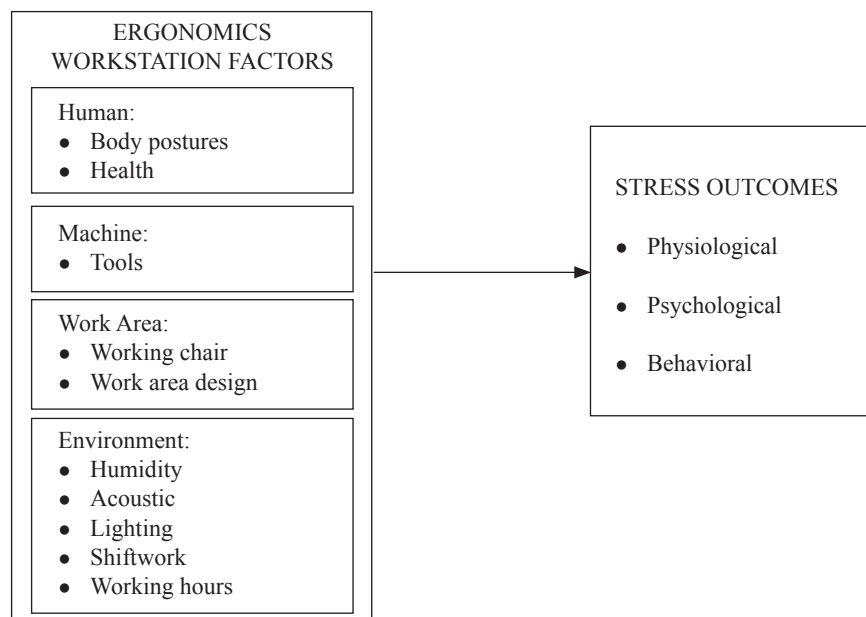 ERGONOMICS
WORKSTATION FACTORS
Human:
● Body postures
● Health
Machine:
● Tools
Work Area:
● Working chair
● Work area design
Environment:
● Humidity
● Acoustic
● Lighting
● Shiftwork
● Working hours
STRESS OUTCOMES
● Physiological
● Psychological
● Behavioral